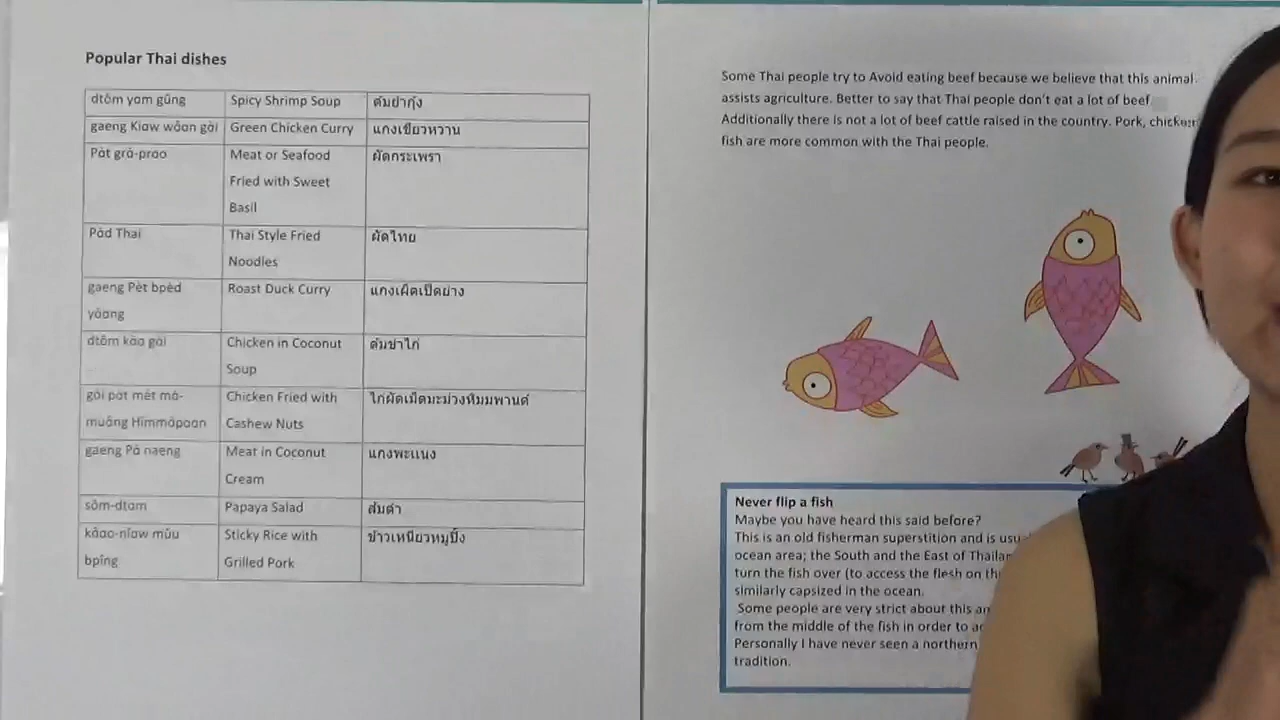 Popular Thai dishes
dtôm yam gûng Spicy Shrimp Soup ต้มยำกุ้ง
gaeng Kiaw wǎan gài Green Chicken Curry แกงเขียวหวาน
Pàt grà-prao Meat or Seafood ผัดกระเพรา
Fried with Sweet
Basil
Pàd Thai Thai Style Fried ผัดไทย
Noodles
gaeng Pèt bpèd Roast Duck Curry แกงเผ็ดเป็ดย่าง
yâang
dtôm kàa gài Chicken in Coconut ต้มข่าไก่
Soup
gài pàt mét má- Chicken Fried with ไก่ผัดเม็ดมะม่วงหิมมพานต์
muâng Hǐmmápaan Cashew Nuts
gaeng Pá naeng Meat in Coconut แกงพะแนง
Cream
sôm-dtam Papaya Salad ส้มตำ
kâao-nǐaw mǔu Sticky Rice with ข้าวเหนียวหมูปิ้ง
bpîng Grilled Pork
Some Thai people try to Avoid eating beef because we believe that this animal
assists agriculture. Better to say that Thai people don't eat a lot of beef
Additionally there is not a lot of beef cattle raised in the country. Pork, chicken
fish are more common with the Thai people.
Never flip a fish
Maybe you have heard this said before?
This is an old fisherman superstition and is
ocean area; the South and the East of
turn the fish over (to access the flesh on
similarly capsized in the ocean.
Some people are very strict about this
from the middle of the fish in order to
Personally I have never seen a northern
tradition.